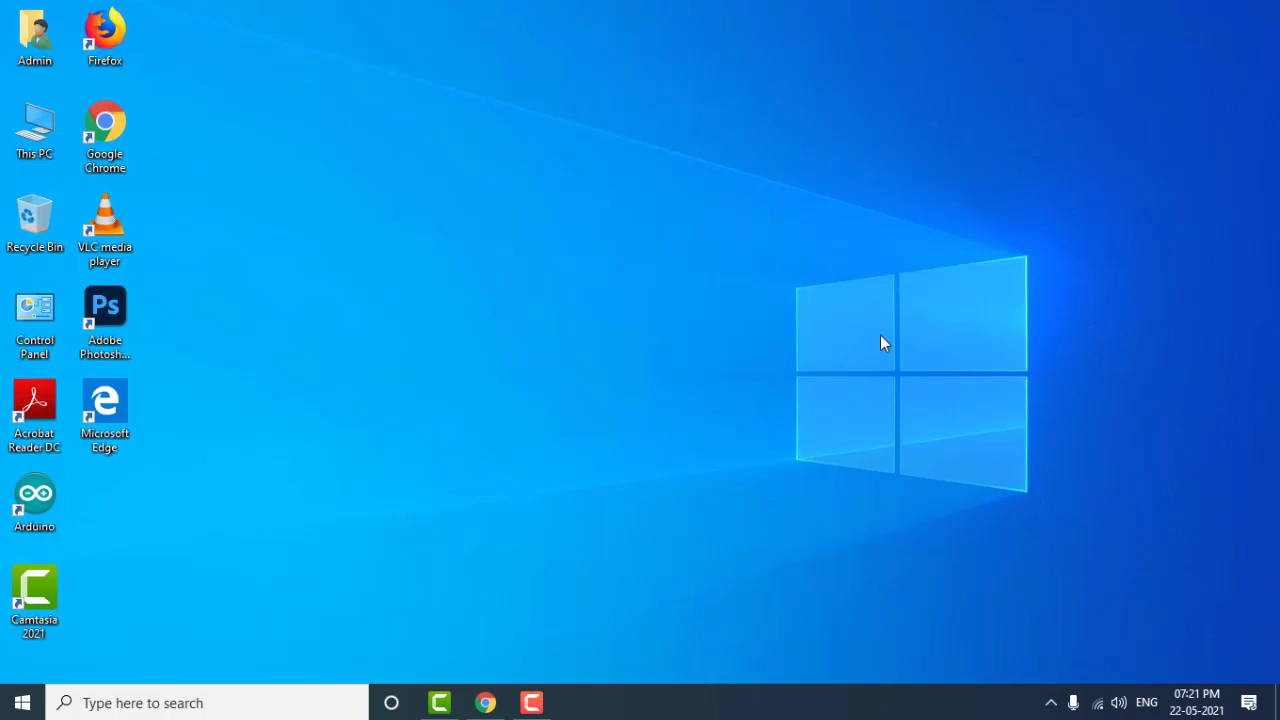 Admin
Firefox
This PC
Google
Chrome
Recycle Bin
VLC media
player
Control
Panel
Ps
Adobe
Photosh...
Acrobat
Reader DC
Microsoft
Edge
Arduino
Camtasia
2021
Type here to search
ENG
07:21 PM
22-05-2021